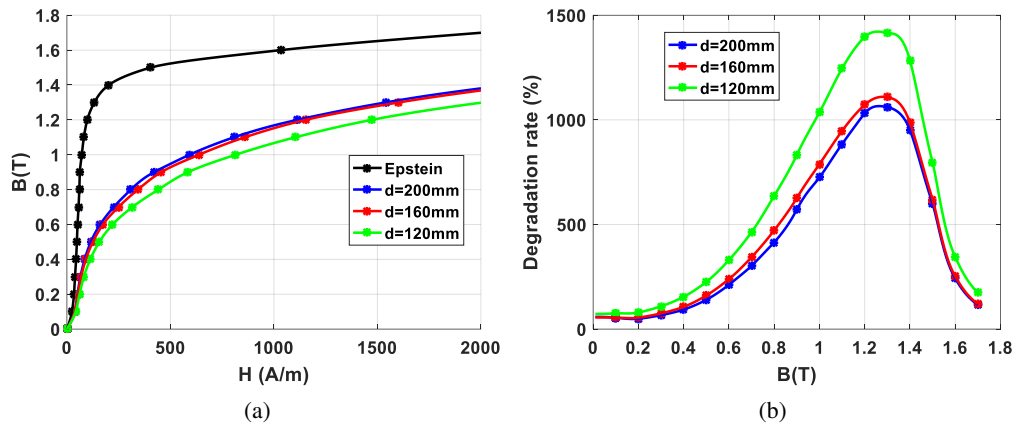 1.8
1.6
1.4
1.2
1
0.8
0.6
0.4
0.2
0
B(T)
Epstein
d=200mm
d=160mm
d=120mm
0 500 1000 1500 2000
H (A/m)
(a)
1500
1000
500
0
Degradation rate (%)
d=200mm
d=160mm
d=120mm
0 0.2 0.4 0.6 0.8 1 1.2 1.4 1.6 1.8
B(T)
(b)